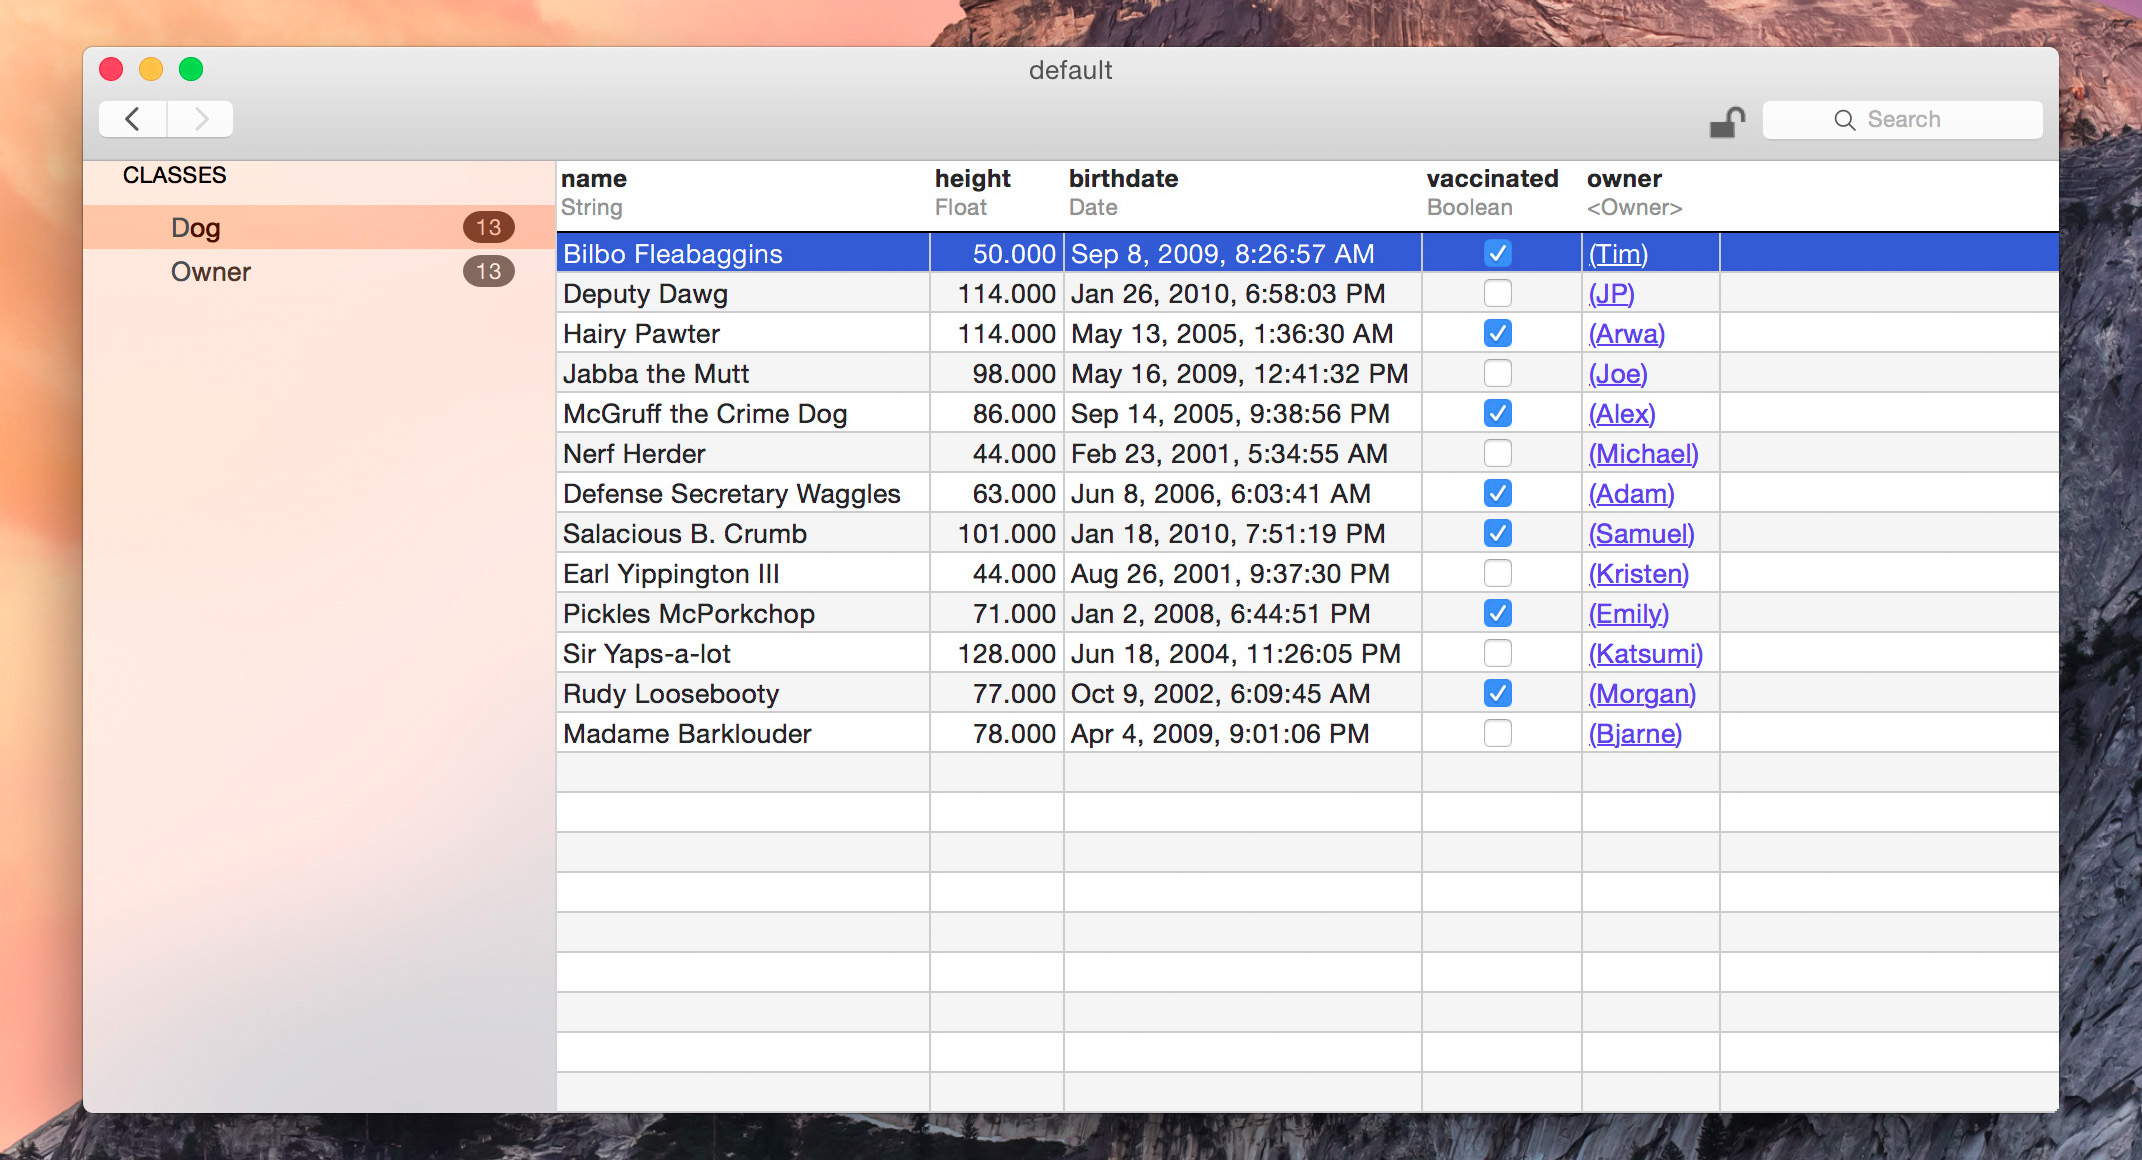 default
Search
CLASSES
Dog 13
Owner 13
name height birthdate vaccinated owner
String Float Date Boolean <Owner>
Bilbo Fleabaggins 50.000 Sep 8, 2009, 8:26:57 AM (Tim)
Deputy Dawg 114.000 Jan 26, 2010, 6:58:03 PM (JP)
Hairy Pawter 114.000 May 13, 2005, 1:36:30 AM (Arwa)
Jabba the Mutt 98.000 May 16, 2009, 12:41:32 PM (Joe)
McGruff the Crime Dog 86.000 Sep 14, 2005, 9:38:56 PM (Alex)
Nerf Herder 44.000 Feb 23, 2001, 5:34:55 AM (Michael)
Defense Secretary Waggles 63.000 Jun 8, 2006, 6:03:41 AM (Adam)
Salacious B. Crumb 101.000 Jan 18, 2010, 7:51:19 PM (Samuel)
Earl Yippington III 44.000 Aug 26, 2001, 9:37:30 PM (Kristen)
Pickles McPorkchop 71.000 Jan 2, 2008, 6:44:51 PM (Emily)
Sir Yaps-a-lot 128.000 Jun 18, 2004, 11:26:05 PM (Katsumi)
Rudy Loosebooty 77.000 Oct 9, 2002, 6:09:45 AM (Morgan)
Madame Barklouder 78.000 Apr 4, 2009, 9:01:06 PM (Bjarne)